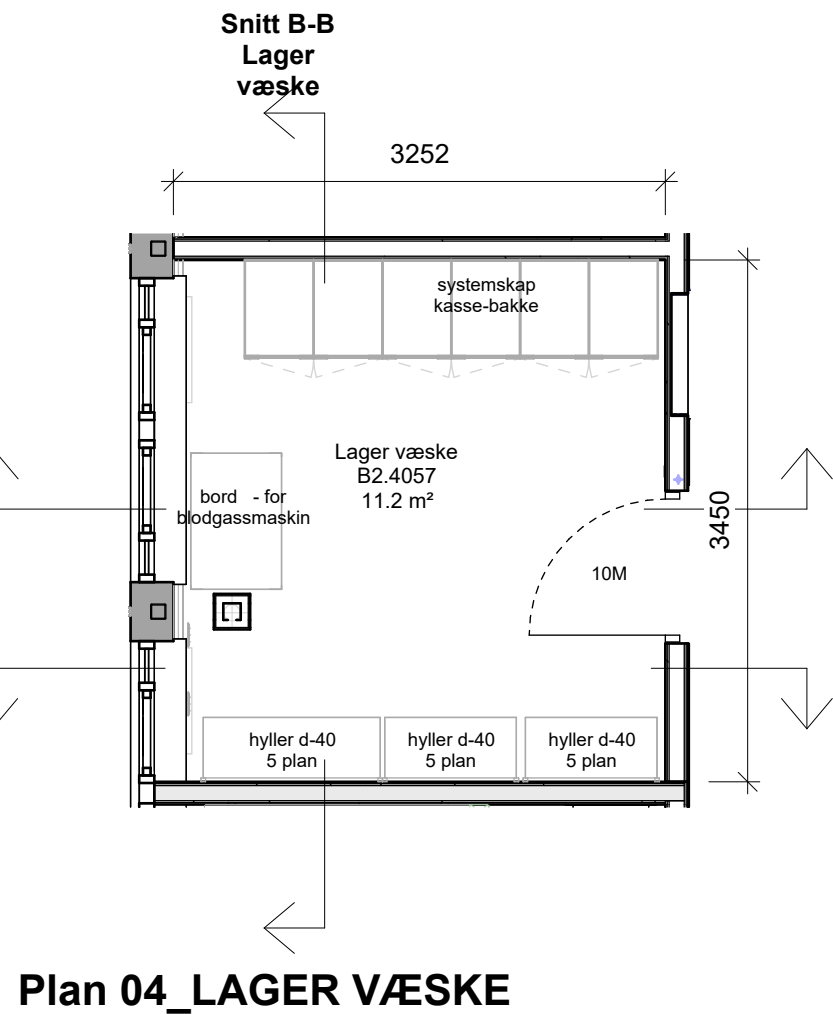 Snitt B-B
Lager
væske
3252
systemskap
kasse-bakke
Lager væske
B2.4057
11.2 m²
bord - for
blodgassmaskin
3450
10M
hyller d-40
5 plan
hyller d-40
5 plan
hyller d-40
5 plan
Plan 04_LAGER VÆSKE